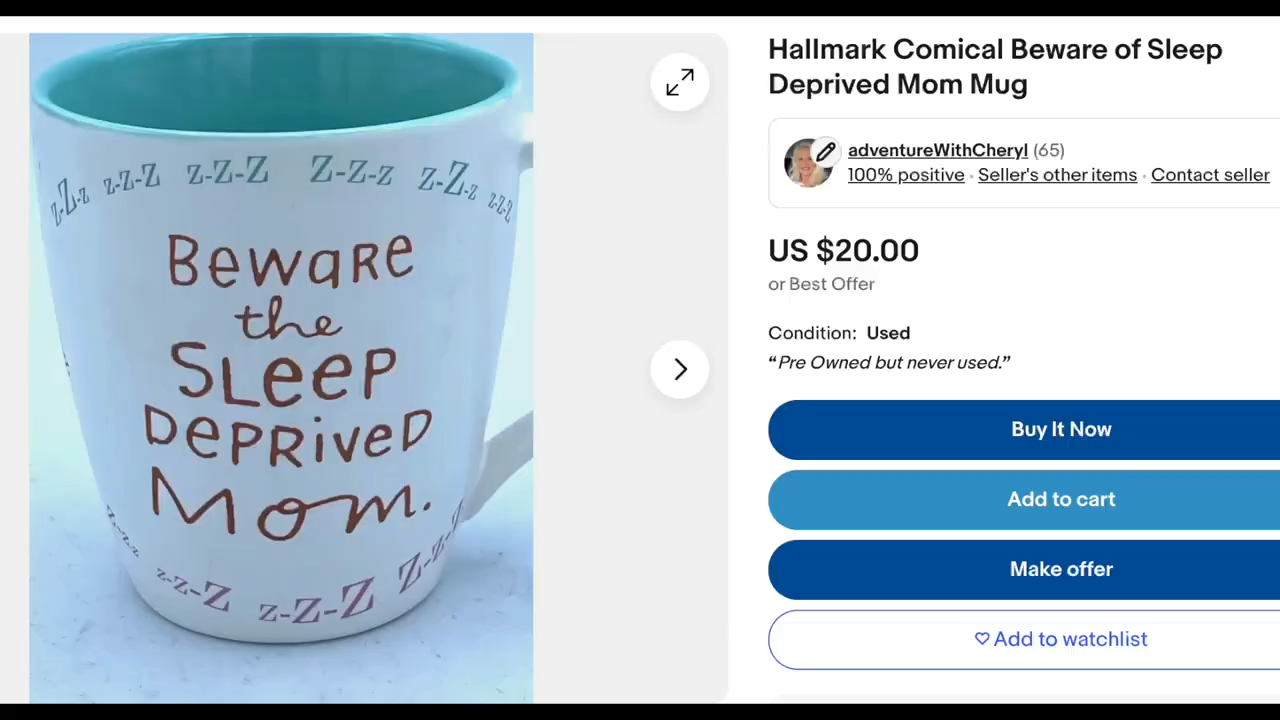 Hallmark Comical Beware of Sleep
Deprived Mom Mug
adventureWithCheryl (65)
100% positive · Seller's other items · Contact seller
US $20.00
or Best Offer
Condition: Used
“Pre Owned but never used.”
Buy It Now
Add to cart
Make offer
Add to watchlist
z-Z-z z-z-Z z-Z-Z Z-Z-z z-Z-z z-z-Z
Beware
the
SLeeP
DePRiveD
Mom.
z-z-z-Z z-Z-Z Z-Z-Z